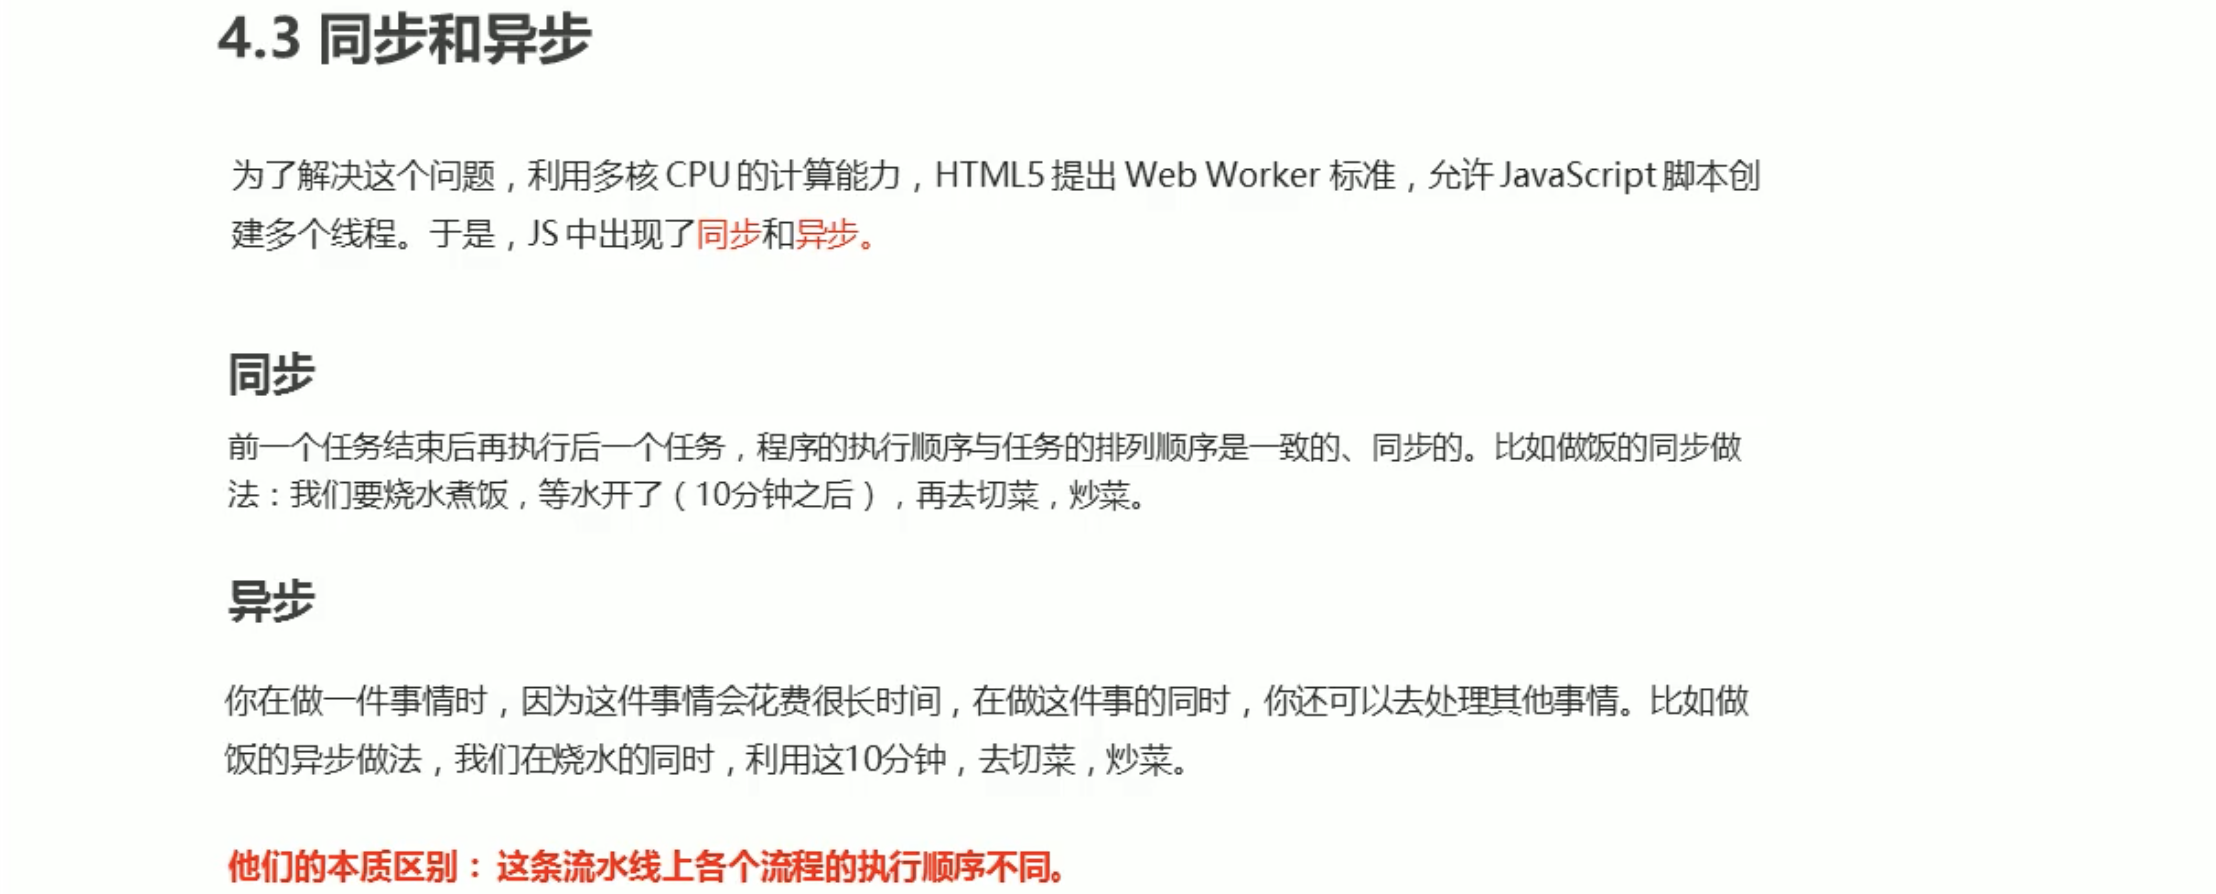 4.3 同步和异步
为了解决这个问题，利用多核 CPU 的计算能力，HTML5 提出 Web Worker 标准，允许 JavaScript 脚本创
建多个线程。于是，JS 中出现了同步和异步。
同步
前一个任务结束后再执行后一个任务，程序的执行顺序与任务的排列顺序是一致的、同步的。比如做饭的同步做
法：我们要烧水煮饭，等水开了（10分钟之后），再去切菜，炒菜。
异步
你在做一件事情时，因为这件事情会花费很长时间，在做这件事的同时，你还可以去处理其他事情。比如做
饭的异步做法，我们在烧水的同时，利用这10分钟，去切菜，炒菜。
他们的本质区别： 这条流水线上各个流程的执行顺序不同。